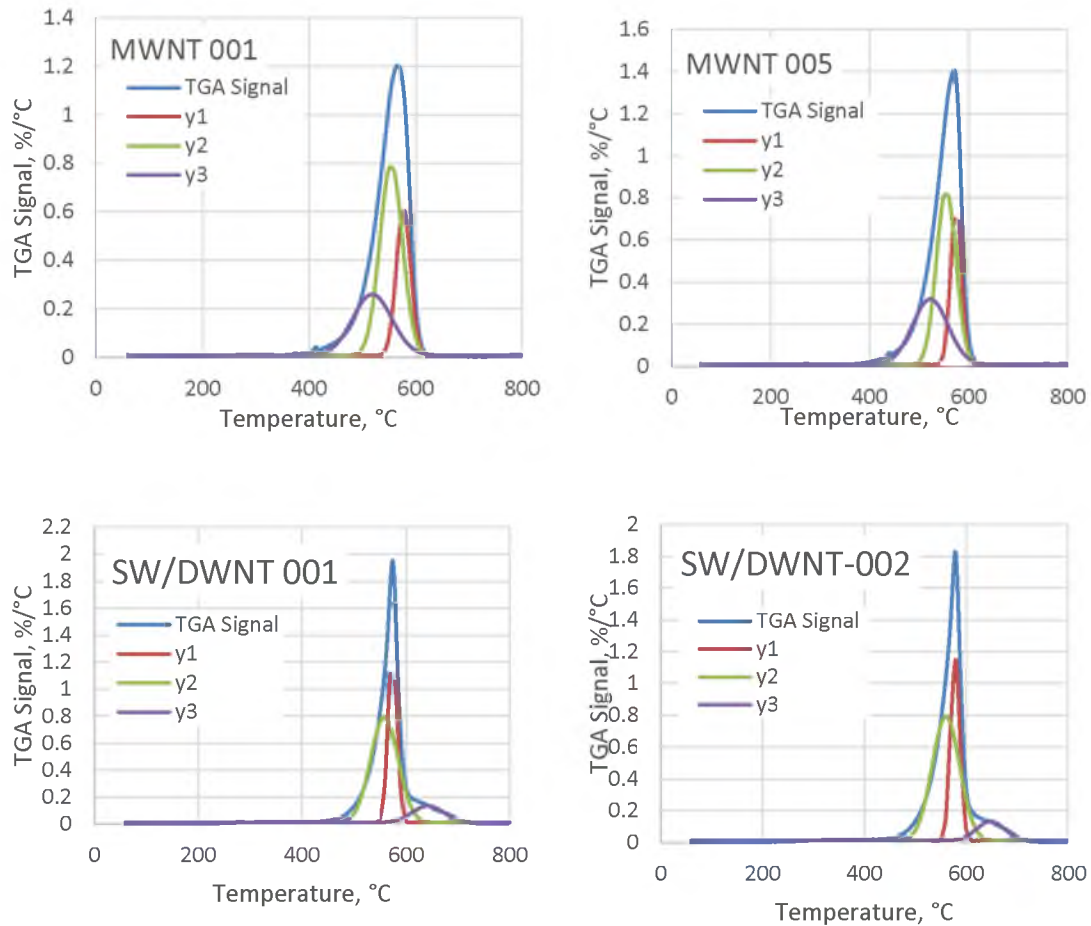 MWNT 001
TGA Signal
y1
y2
y3
TGA Signal, %/°C
1.4
1.2
1
0.8
0.6
0.4
0.2
0
0
200
400
600
800
Temperature, °C
MWNT 005
TGA Signal
y1
y2
y3
TGA Signal, %/°C
1.6
1.4
1.2
1
0.8
0.6
0.4
0.2
0
0
200
400
600
800
Temperature, °C
SW/DWNT 001
TGA Signal
y1
y2
y3
TGA Signal, %/°C
2.2
2
1.8
1.6
1.4
1.2
1
0.8
0.6
0.4
0.2
0
0
200
400
600
800
Temperature, °C
SW/DWNT-002
TGA Signal
y1
y2
y3
TGA Signal, %/°C
2
1.8
1.6
1.4
1.2
1
0.8
0.6
0.4
0.2
0
0
200
400
600
800
Temperature, °C